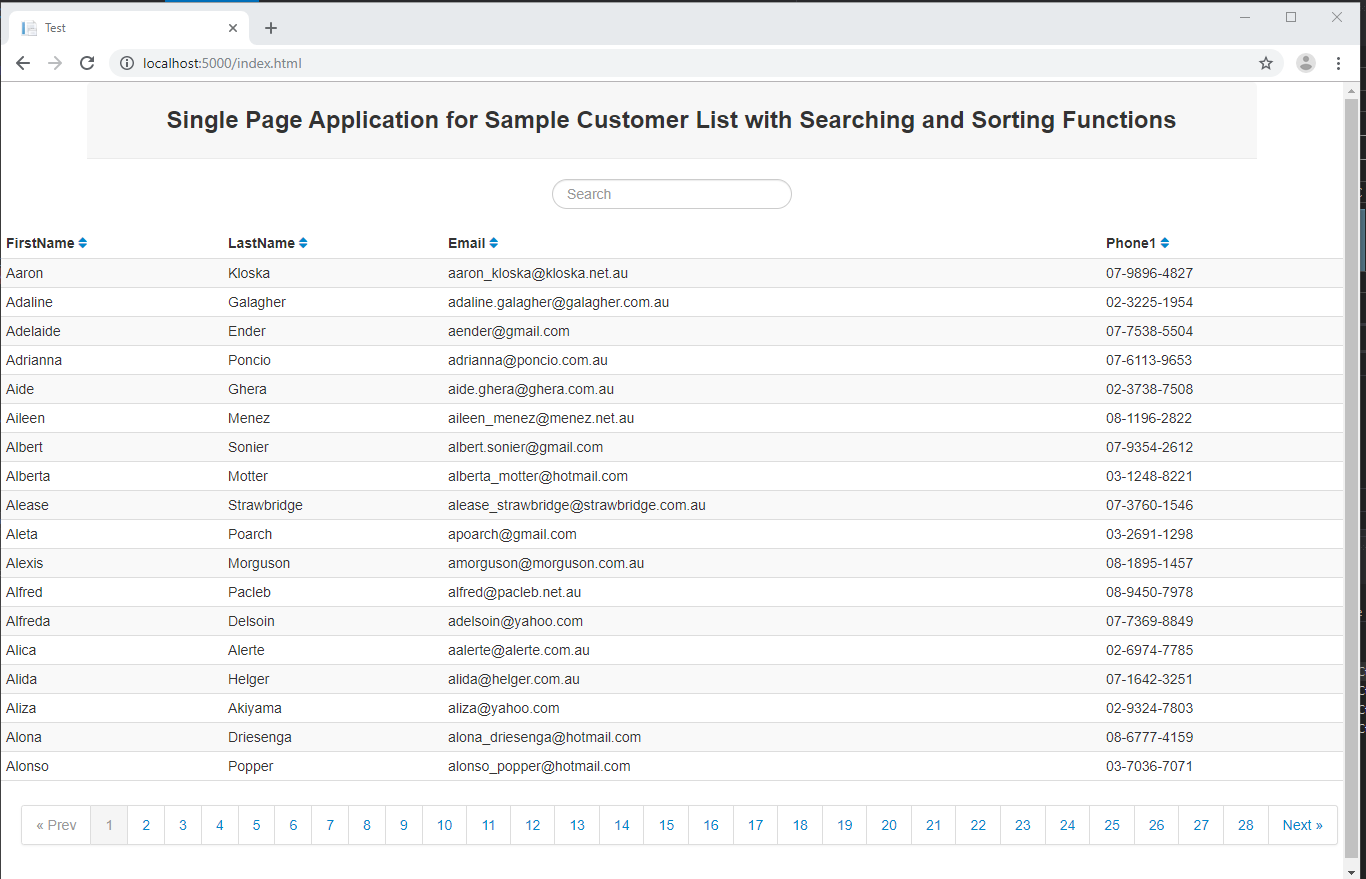 Test
localhost:5000/index.html
Single Page Application for Sample Customer List with Searching and Sorting Functions
Search
FirstName LastName Email Phone1
Aaron Kloska aaron_kloska@kloska.net.au 07-9896-4827
Adaline Galagher adaline.galagher@galagher.com.au 02-3225-1954
Adelaide Ender aender@gmail.com 07-7538-5504
Adrianna Poncio adrianna@poncio.com.au 07-6113-9653
Aide Ghera aide.ghera@ghera.com.au 02-3738-7508
Aileen Menez aileen_menez@menez.net.au 08-1196-2822
Albert Sonier albert.sonier@gmail.com 07-9354-2612
Alberta Motter alberta_motter@hotmail.com 03-1248-8221
Alease Strawbridge alease_strawbridge@strawbridge.com.au 07-3760-1546
Aleta Poarch apoarch@gmail.com 03-2691-1298
Alexis Morguson amorguson@morguson.com.au 08-1895-1457
Alfred Pacleb alfred@pacleb.net.au 08-9450-7978
Alfreda Delsoin adelsoin@yahoo.com 07-7369-8849
Alica Alerte aalerte@alerte.com.au 02-6974-7785
Alida Helger alida@helger.com.au 07-1642-3251
Aliza Akiyama aliza@yahoo.com 02-9324-7803
Alona Driesenga alona_driesenga@hotmail.com 08-6777-4159
Alonso Popper alonso_popper@hotmail.com 03-7036-7071
« Prev 1 2 3 4 5 6 7 8 9 10 11 12 13 14 15 16 17 18 19 20 21 22 23 24 25 26 27 28 Next »